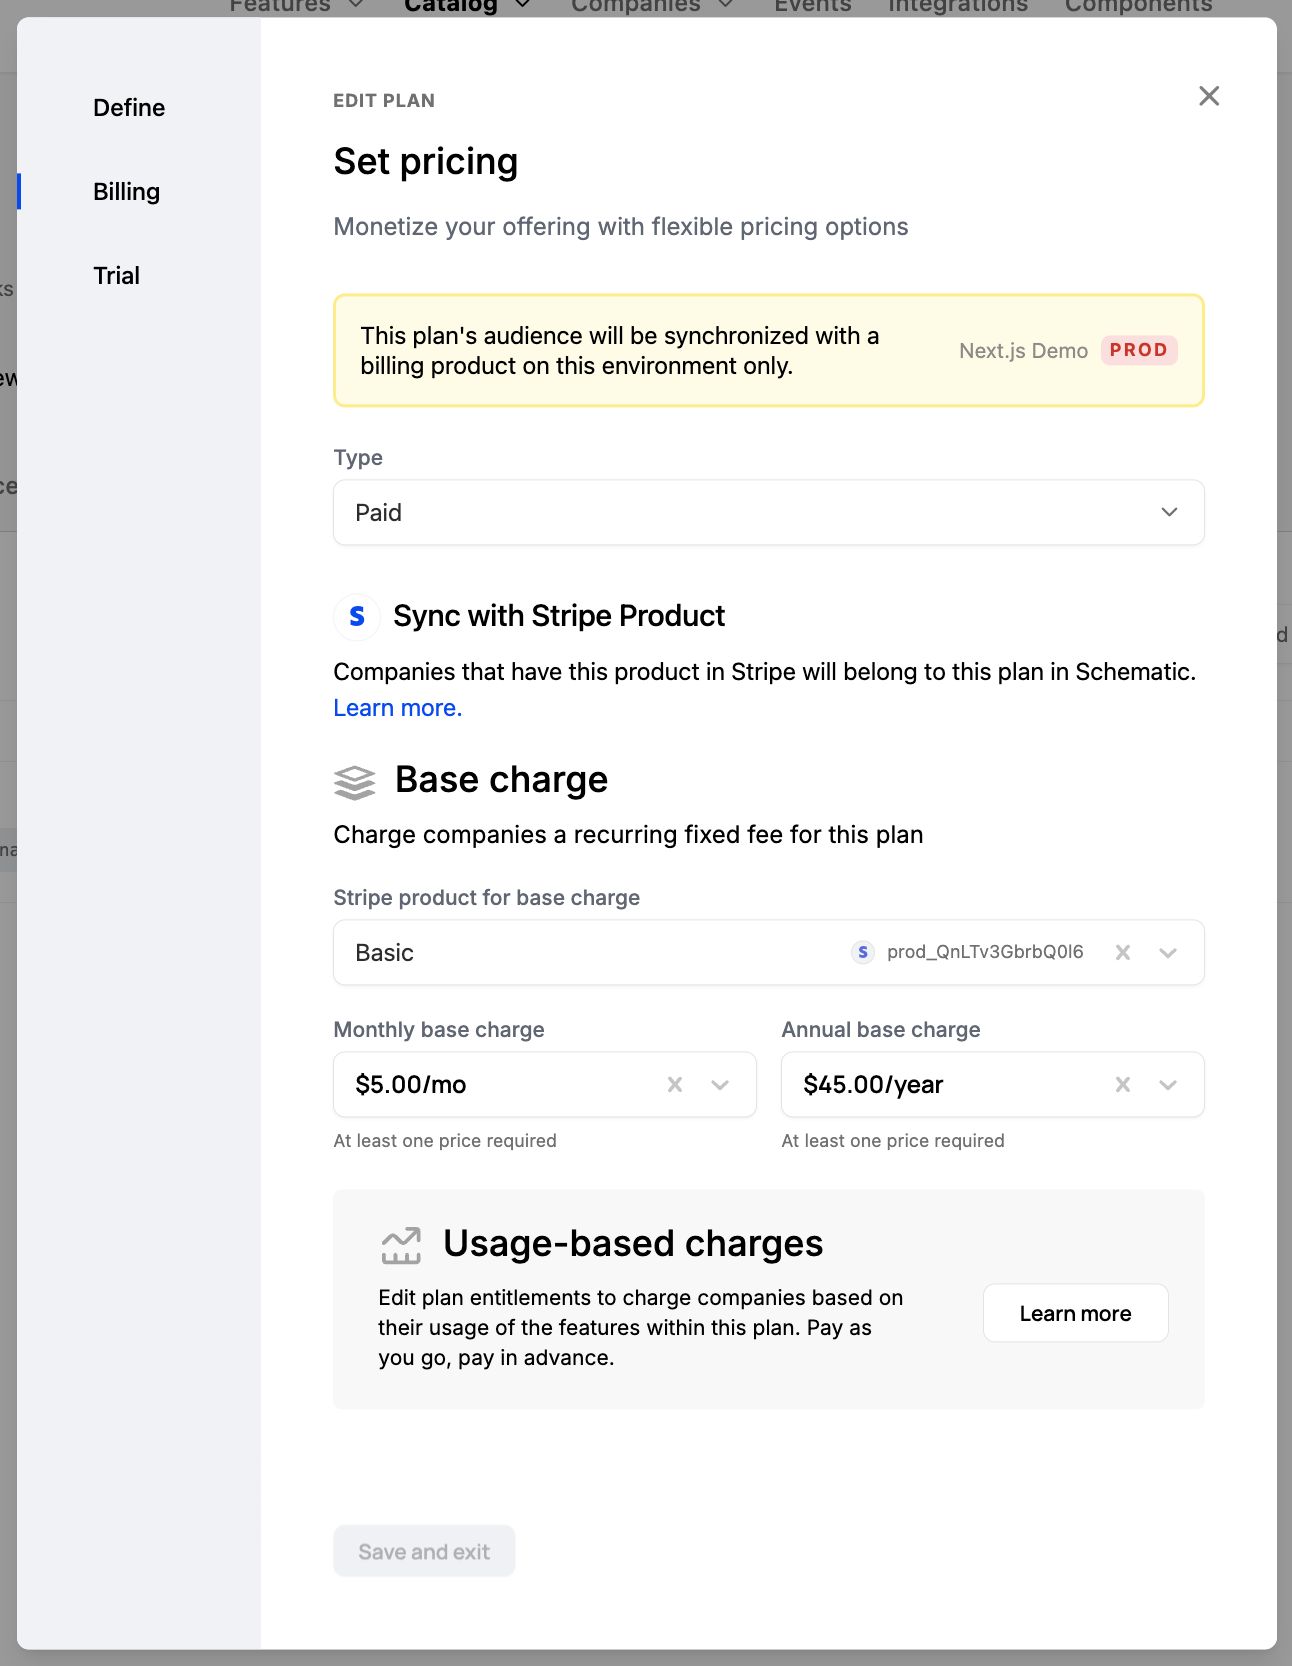 Features Catalog Companies Events Integrations Components
Define
Billing
Trial
EDIT PLAN
Set pricing
Monetize your offering with flexible pricing options
This plan's audience will be synchronized with a
billing product on this environment only.
Next.js Demo PROD
Type
Paid
S Sync with Stripe Product
Companies that have this product in Stripe will belong to this plan in Schematic.
Learn more.
Base charge
Charge companies a recurring fixed fee for this plan
Stripe product for base charge
Basic S prod_QnLTv3GbrbQ0l6
Monthly base charge Annual base charge
$5.00/mo $45.00/year
At least one price required At least one price required
Usage-based charges
Edit plan entitlements to charge companies based on
their usage of the features within this plan. Pay as
you go, pay in advance.
Learn more
Save and exit